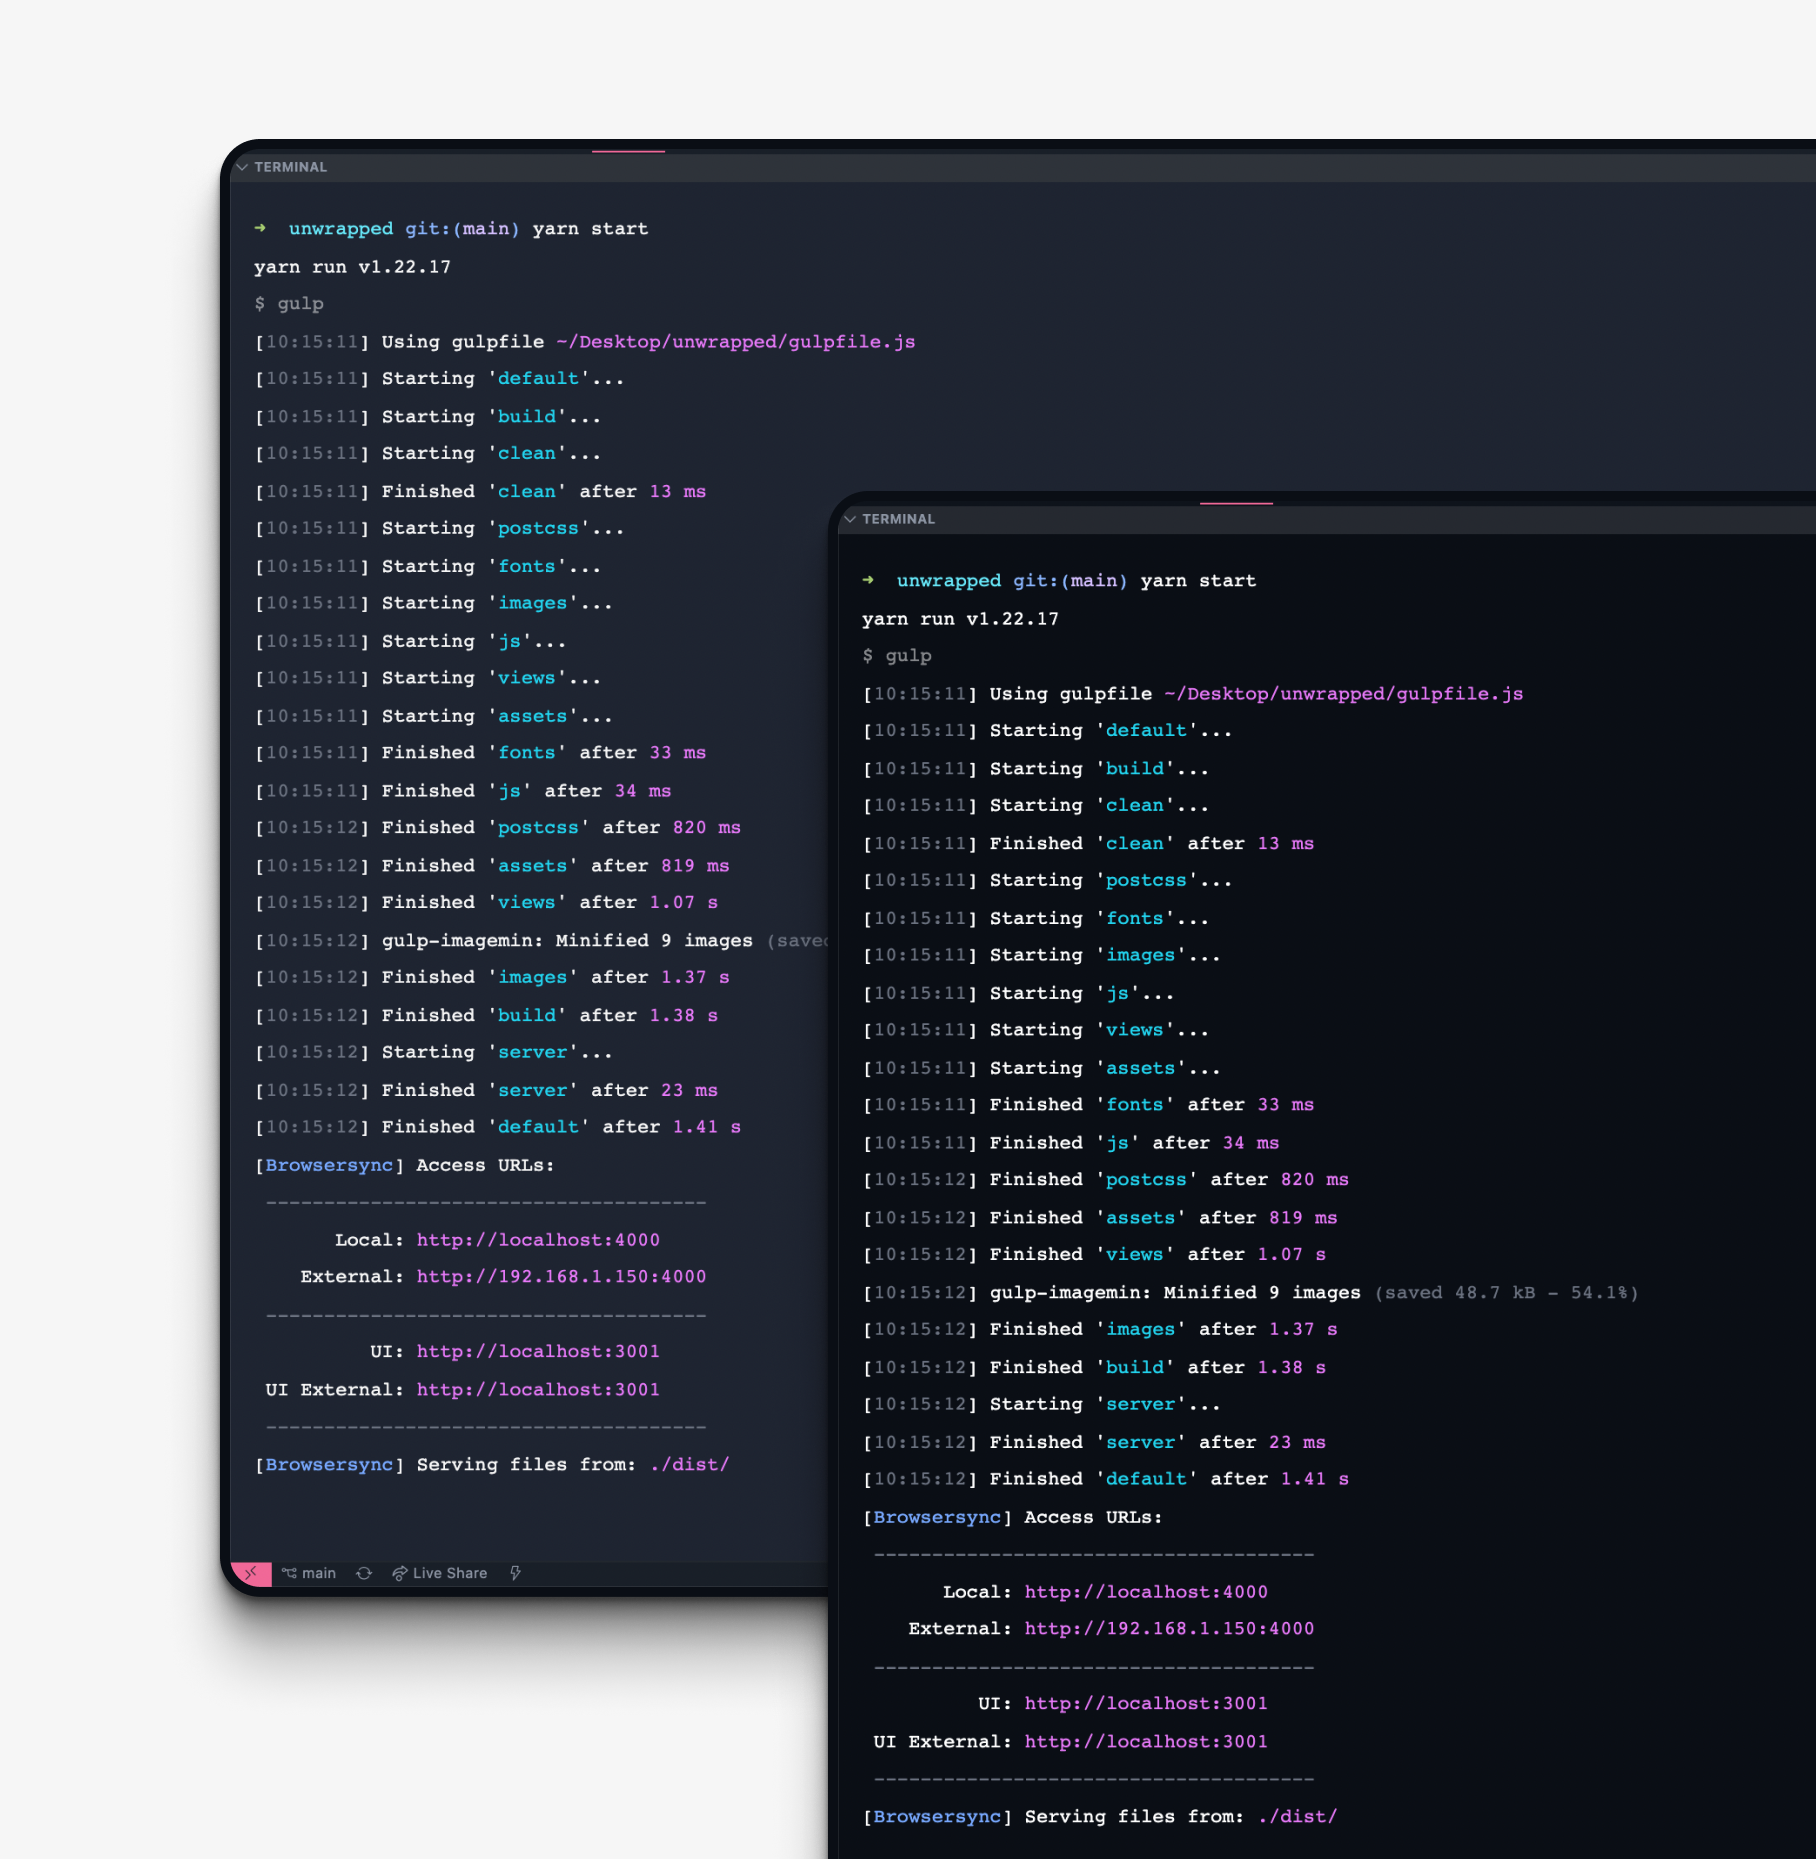 TERMINAL
➜ unwrapped git:(main) yarn start
yarn run v1.22.17
$ gulp
[10:15:11] Using gulpfile ~/Desktop/unwrapped/gulpfile.js
[10:15:11] Starting 'default'...
[10:15:11] Starting 'build'...
[10:15:11] Starting 'clean'...
[10:15:11] Finished 'clean' after 13 ms
[10:15:11] Starting 'postcss'...
[10:15:11] Starting 'fonts'...
[10:15:11] Starting 'images'...
[10:15:11] Starting 'js'...
[10:15:11] Starting 'views'...
[10:15:11] Starting 'assets'...
[10:15:11] Finished 'fonts' after 33 ms
[10:15:11] Finished 'js' after 34 ms
[10:15:12] Finished 'postcss' after 820 ms
[10:15:12] Finished 'assets' after 819 ms
[10:15:12] Finished 'views' after 1.07 s
[10:15:12] gulp-imagemin: Minified 9 images (saved
[10:15:12] Finished 'images' after 1.37 s
[10:15:12] Finished 'build' after 1.38 s
[10:15:12] Starting 'server'...
[10:15:12] Finished 'server' after 23 ms
[10:15:12] Finished 'default' after 1.41 s
[Browsersync] Access URLs:
--------------------------------------
Local: http://localhost:4000
External: http://192.168.1.150:4000
--------------------------------------
UI: http://localhost:3001
UI External: http://localhost:3001
--------------------------------------
[Browsersync] Serving files from: ./dist/
main Live Share
TERMINAL
➜ unwrapped git:(main) yarn start
yarn run v1.22.17
$ gulp
[10:15:11] Using gulpfile ~/Desktop/unwrapped/gulpfile.js
[10:15:11] Starting 'default'...
[10:15:11] Starting 'build'...
[10:15:11] Starting 'clean'...
[10:15:11] Finished 'clean' after 13 ms
[10:15:11] Starting 'postcss'...
[10:15:11] Starting 'fonts'...
[10:15:11] Starting 'images'...
[10:15:11] Starting 'js'...
[10:15:11] Starting 'views'...
[10:15:11] Starting 'assets'...
[10:15:11] Finished 'fonts' after 33 ms
[10:15:11] Finished 'js' after 34 ms
[10:15:12] Finished 'postcss' after 820 ms
[10:15:12] Finished 'assets' after 819 ms
[10:15:12] Finished 'views' after 1.07 s
[10:15:12] gulp-imagemin: Minified 9 images (saved 48.7 kB - 54.1%)
[10:15:12] Finished 'images' after 1.37 s
[10:15:12] Finished 'build' after 1.38 s
[10:15:12] Starting 'server'...
[10:15:12] Finished 'server' after 23 ms
[10:15:12] Finished 'default' after 1.41 s
[Browsersync] Access URLs:
--------------------------------------
Local: http://localhost:4000
External: http://192.168.1.150:4000
--------------------------------------
UI: http://localhost:3001
UI External: http://localhost:3001
--------------------------------------
[Browsersync] Serving files from: ./dist/